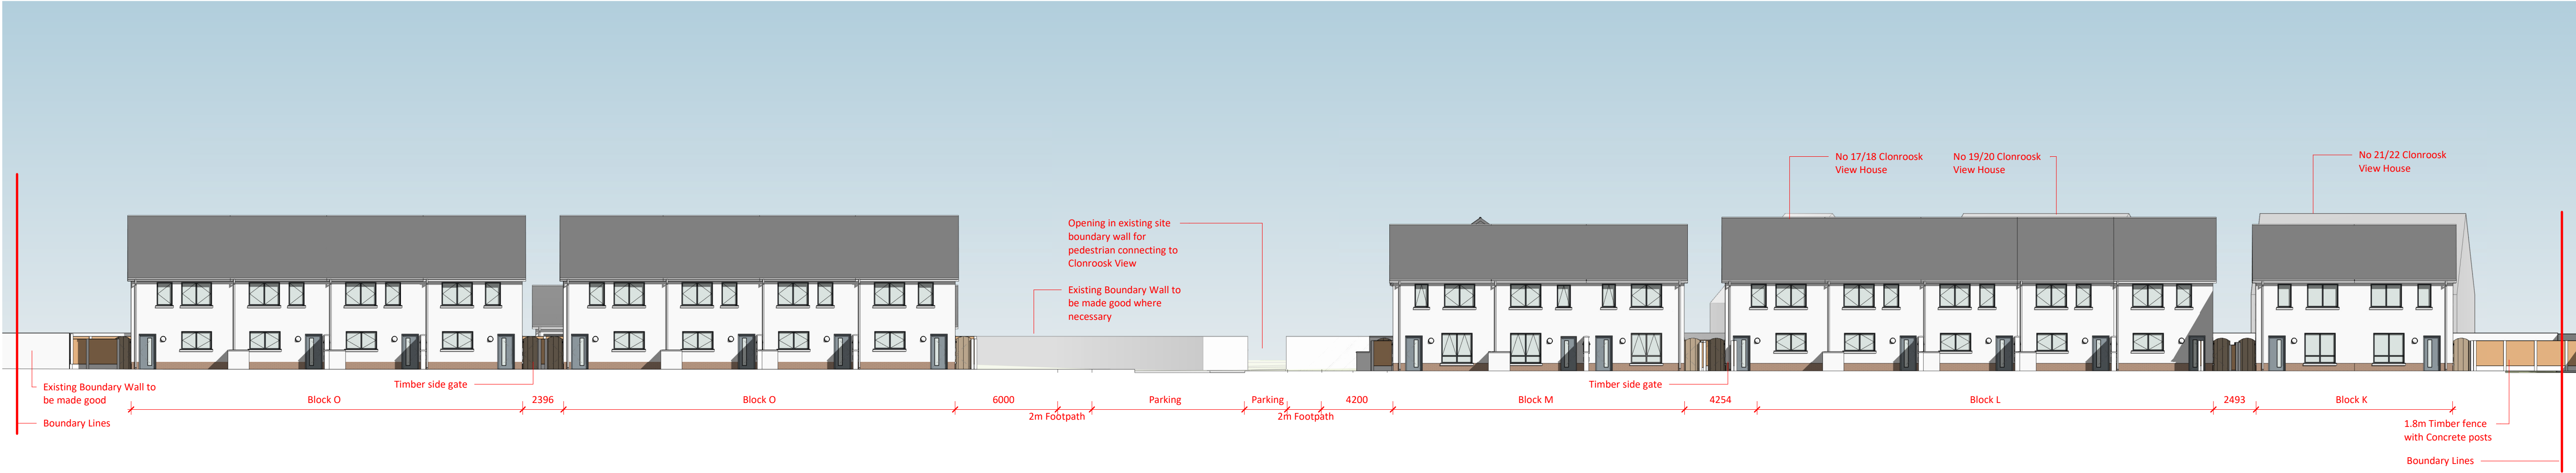 No 17/18 Clonroosk
View House
No 19/20 Clonroosk
View House
No 21/22 Clonroosk
View House
Opening in existing site
boundary wall for
pedestrian connecting to
Clonroosk View
Existing Boundary Wall to
be made good where
necessary
Existing Boundary Wall to
be made good
Timber side gate
Timber side gate
Block O
2396
Block O
6000
2m Footpath
Parking
Parking
2m Footpath
4200
Block M
4254
Block L
2493
Block K
Boundary Lines
1.8m Timber fence
with Concrete posts
Boundary Lines